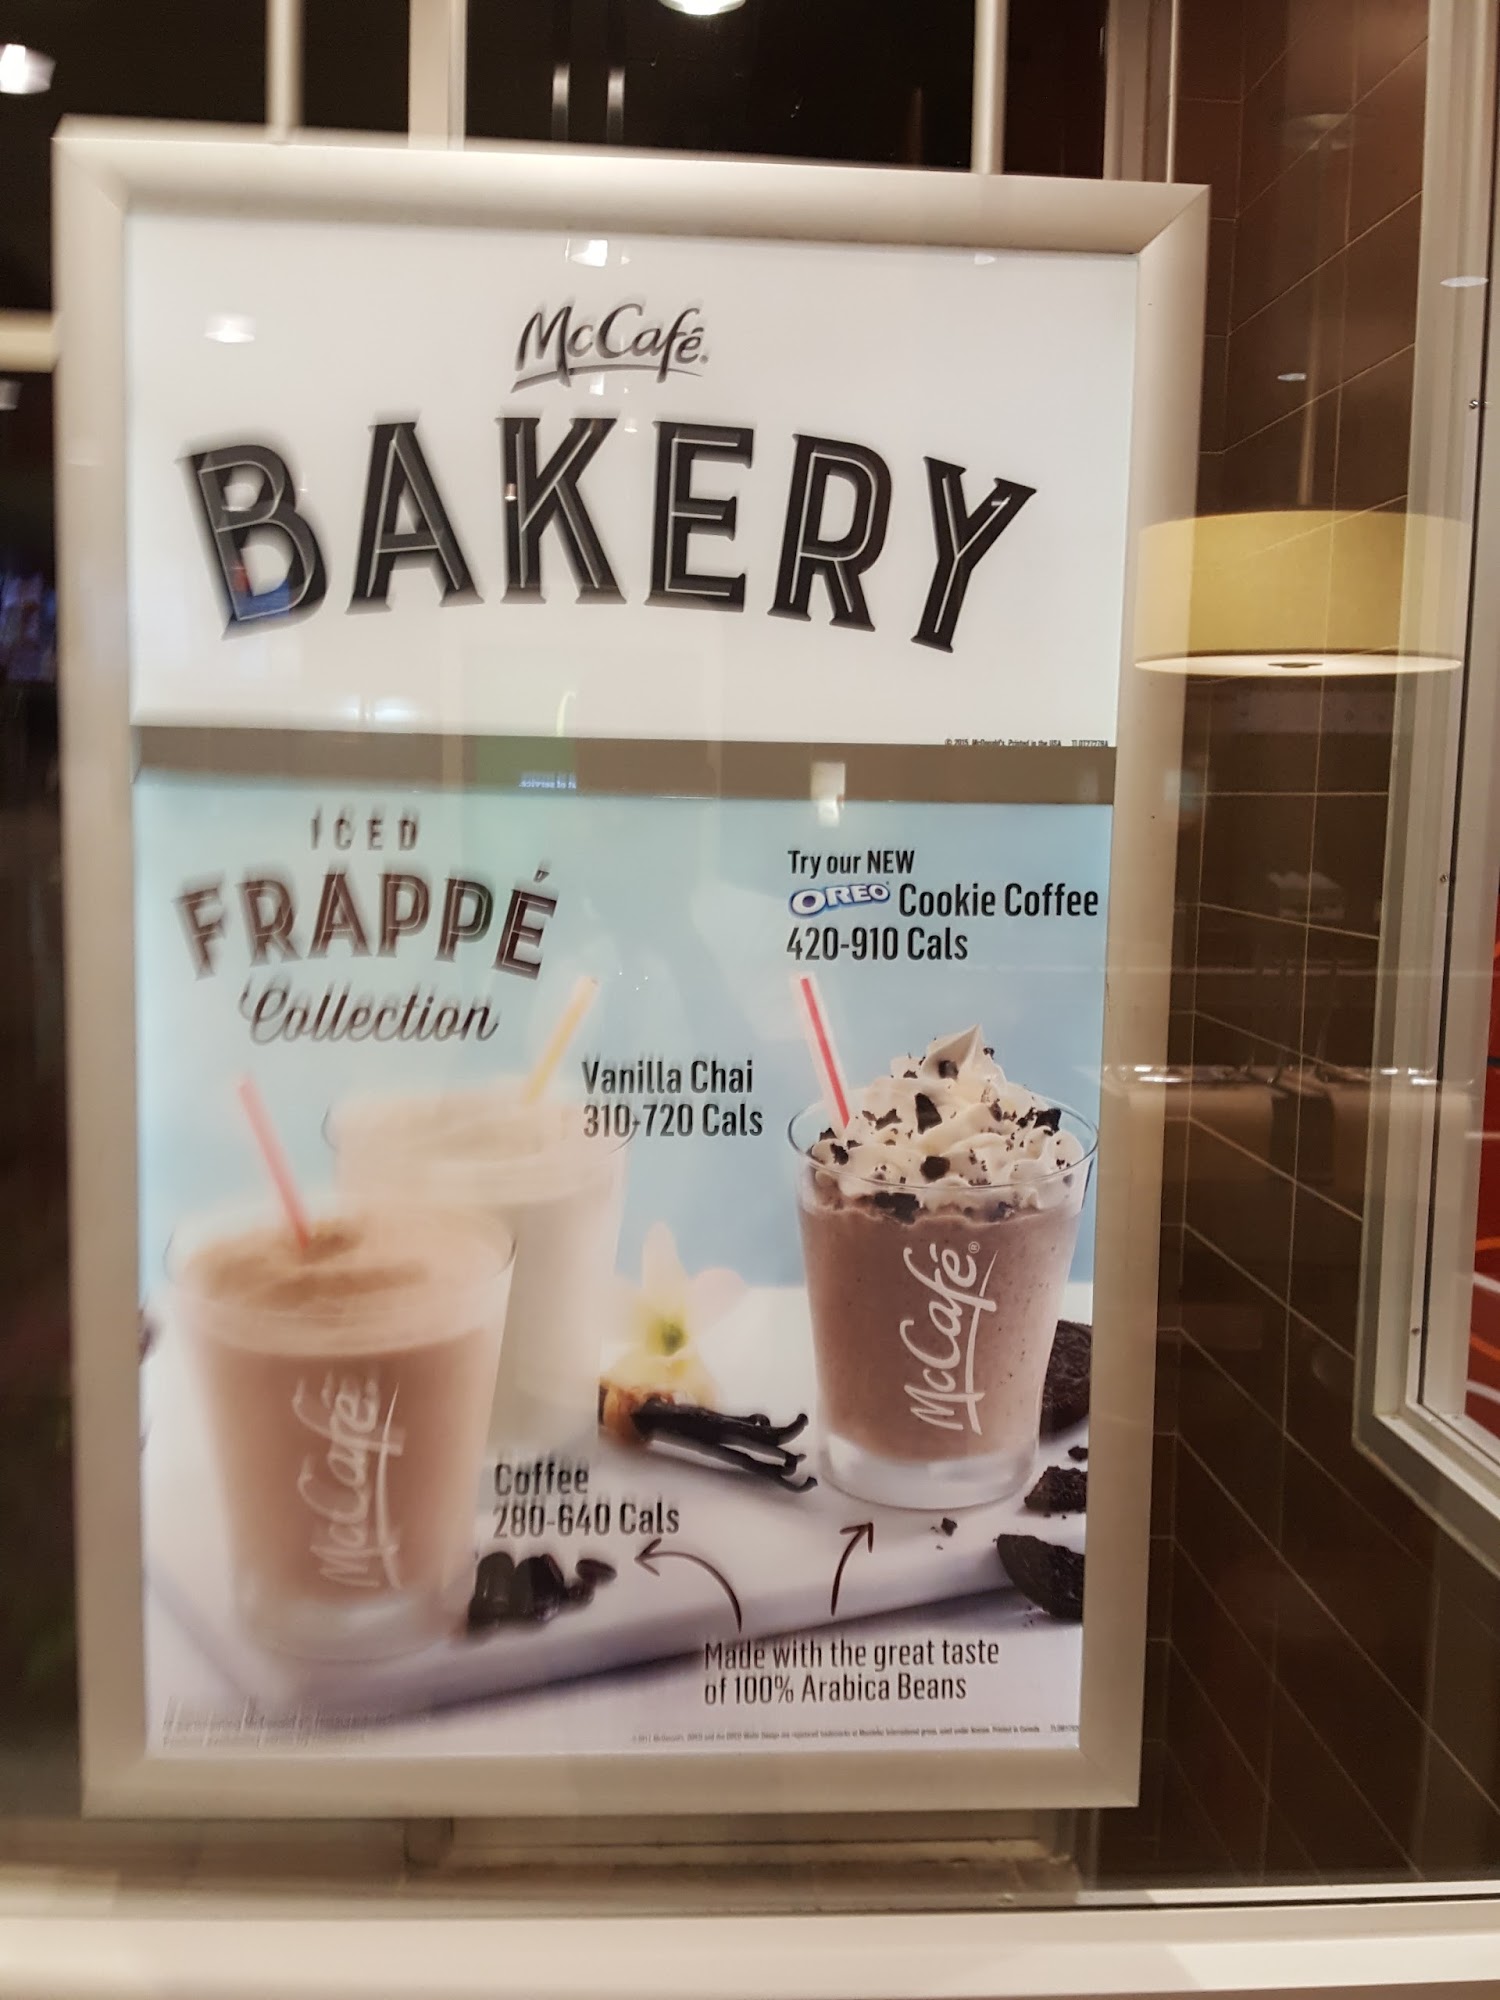 McCafé®
BAKERY
ICED
FRAPPÉ
Collection
Try our NEW
OREO Cookie Coffee
420-910 Cals
Vanilla Chai
310-720 Cals
McCafé®
McCafé®
Coffee
280-640 Cals
Made with the great taste
of 100% Arabica Beans